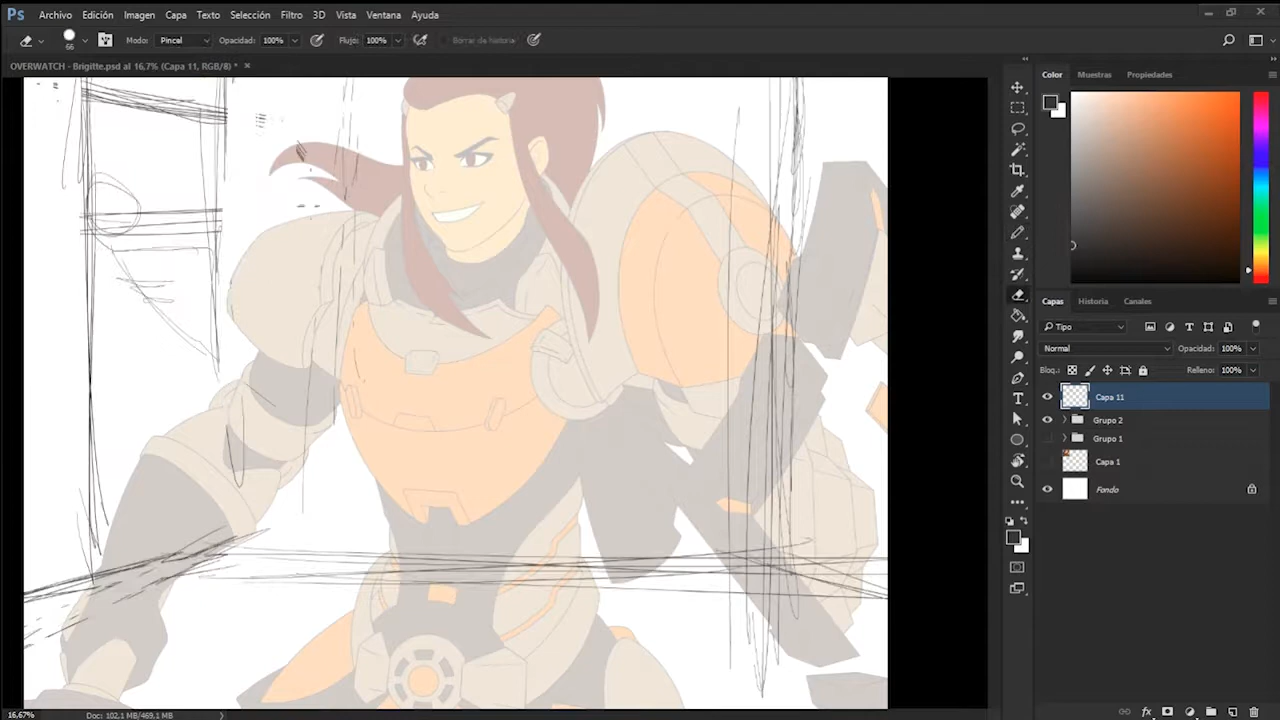 Ps Archivo Edición Imagen Capa Texto Selección Filtro 3D Vista Ventana Ayuda
66 Modo: Pincel Opacidad: 100% Flujo: 100% Borrar de historia
OVERWATCH - Brigitte.psd al 16,7% (Capa 11, RGB/8) * ×
Color Muestras Propiedades
Capas Historia Canales
Tipo
Normal Opacidad: 100%
Bloq.: Relleno: 100%
Capa 11
Grupo 2
Grupo 1
Capa 1
Fondo
16,67% Doc: 102,1 MB/469,1 MB